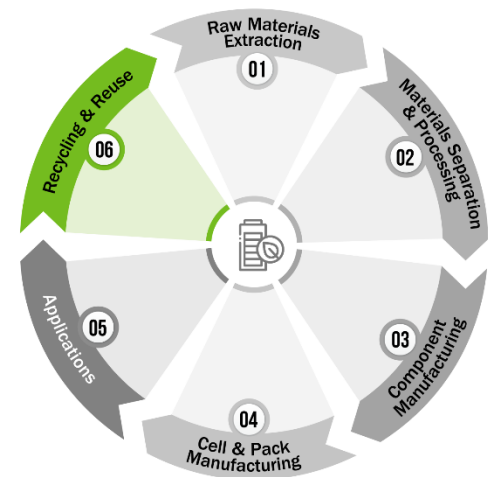 Raw Materials
Extraction
01
Materials Separation
& Processing
02
Component
Manufacturing
03
Cell & Pack
Manufacturing
04
Applications
05
Recycling & Reuse
06